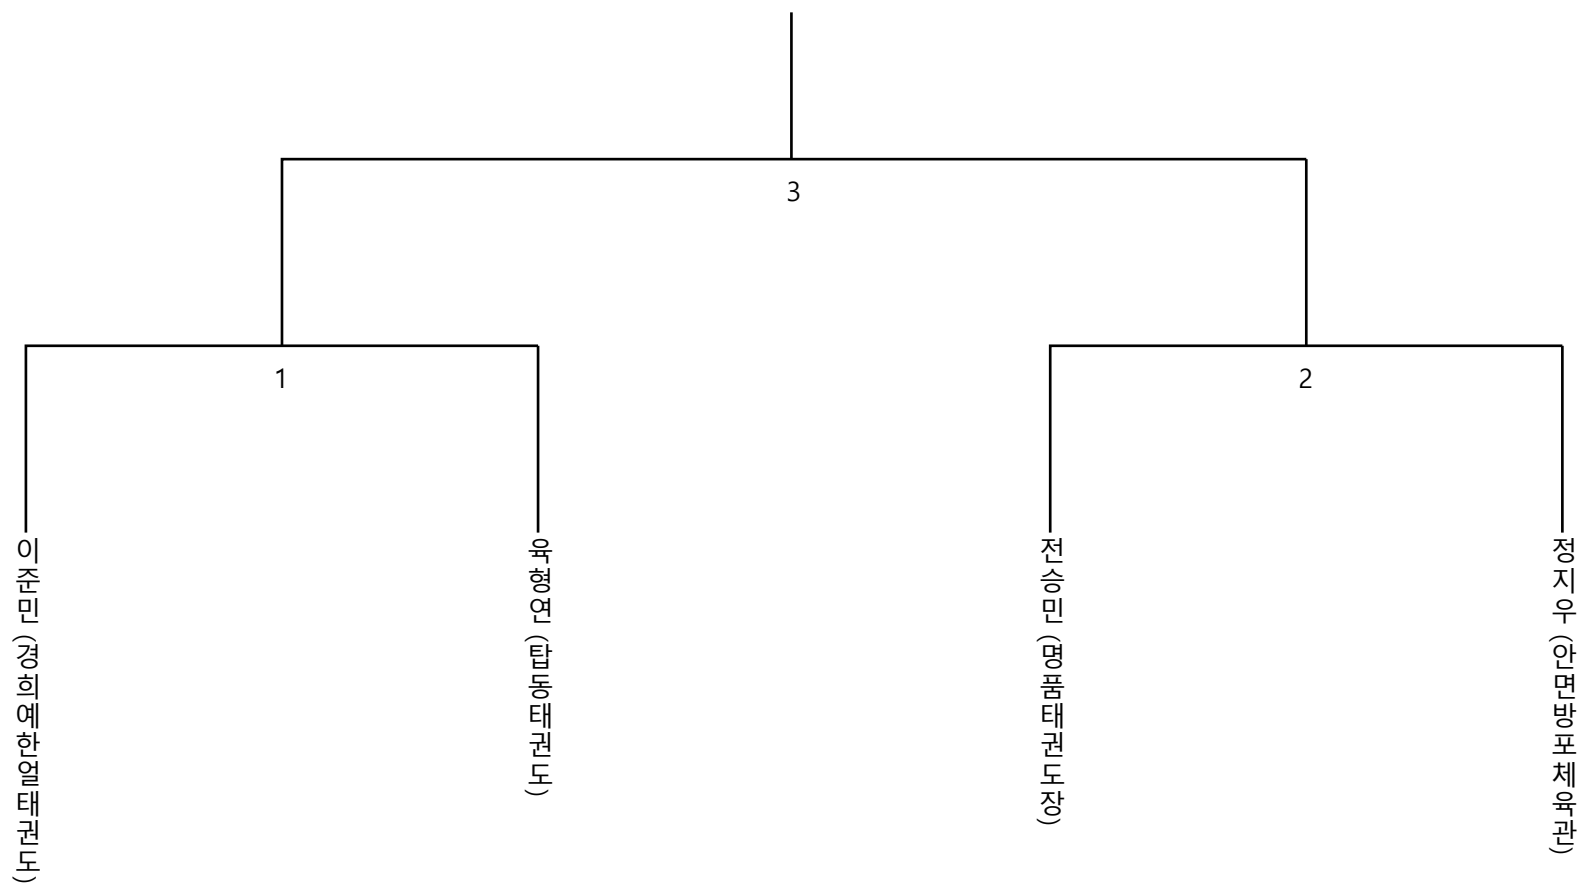 3
1
2
이준민 (경희예한얼태권도)
육형연 (탑동태권도)
전승민 (명품태권도장)
정지우 (안면방포체육관)